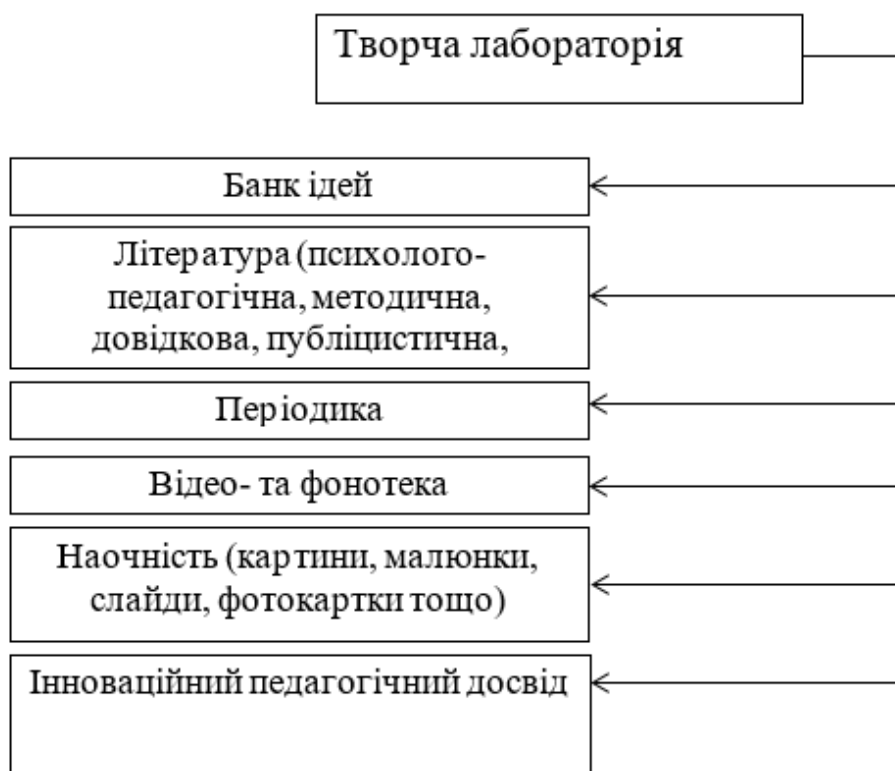 Творча лабораторія
Банк ідей
Література (психолого-
педагогічна, методична,
довідкова, публіцистична,
Періодика
Відео- та фонотека
Наочність (картини, малюнки,
слайди, фотокартки тощо)
Інноваційний педагогічний досвід